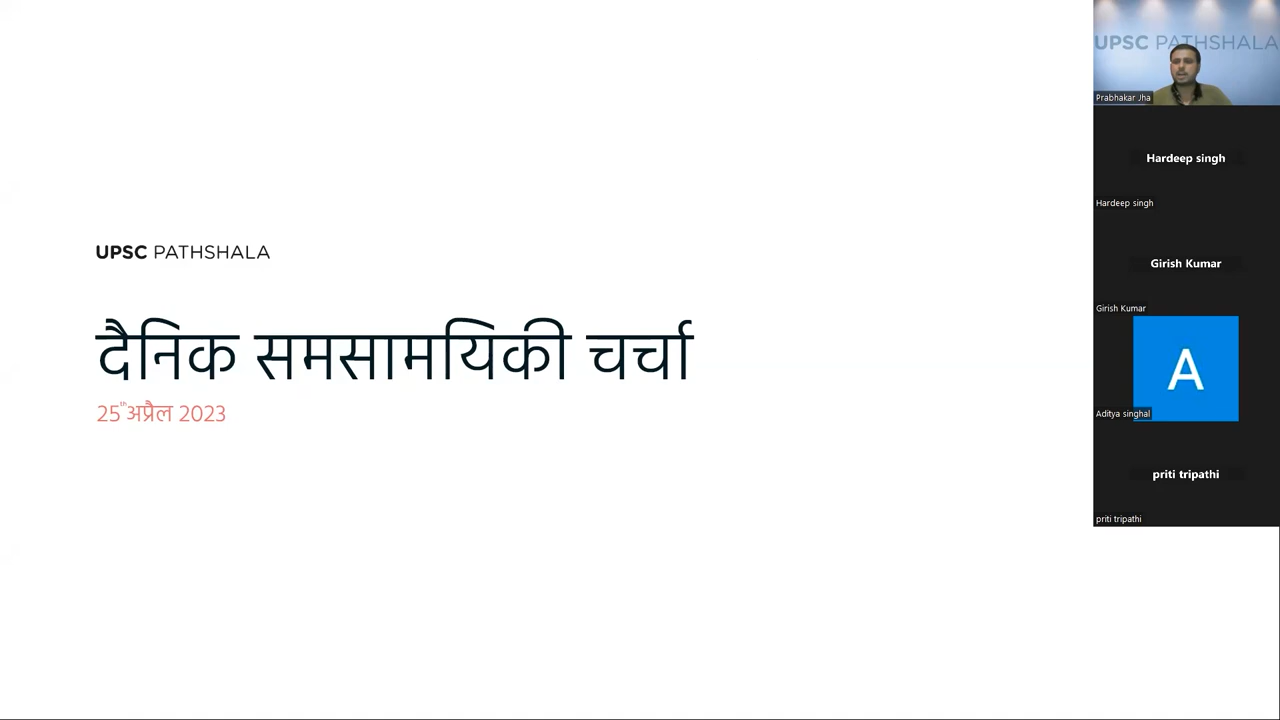 UPSC PATHSHALA
दैनिक समसामयिकी चर्चा
25th अप्रैल 2023
UPSC PATHSHALA
Prabhakar Jha
Hardeep singh
Hardeep singh
Girish Kumar
Girish Kumar
A
Aditya singhal
priti tripathi
priti tripathi